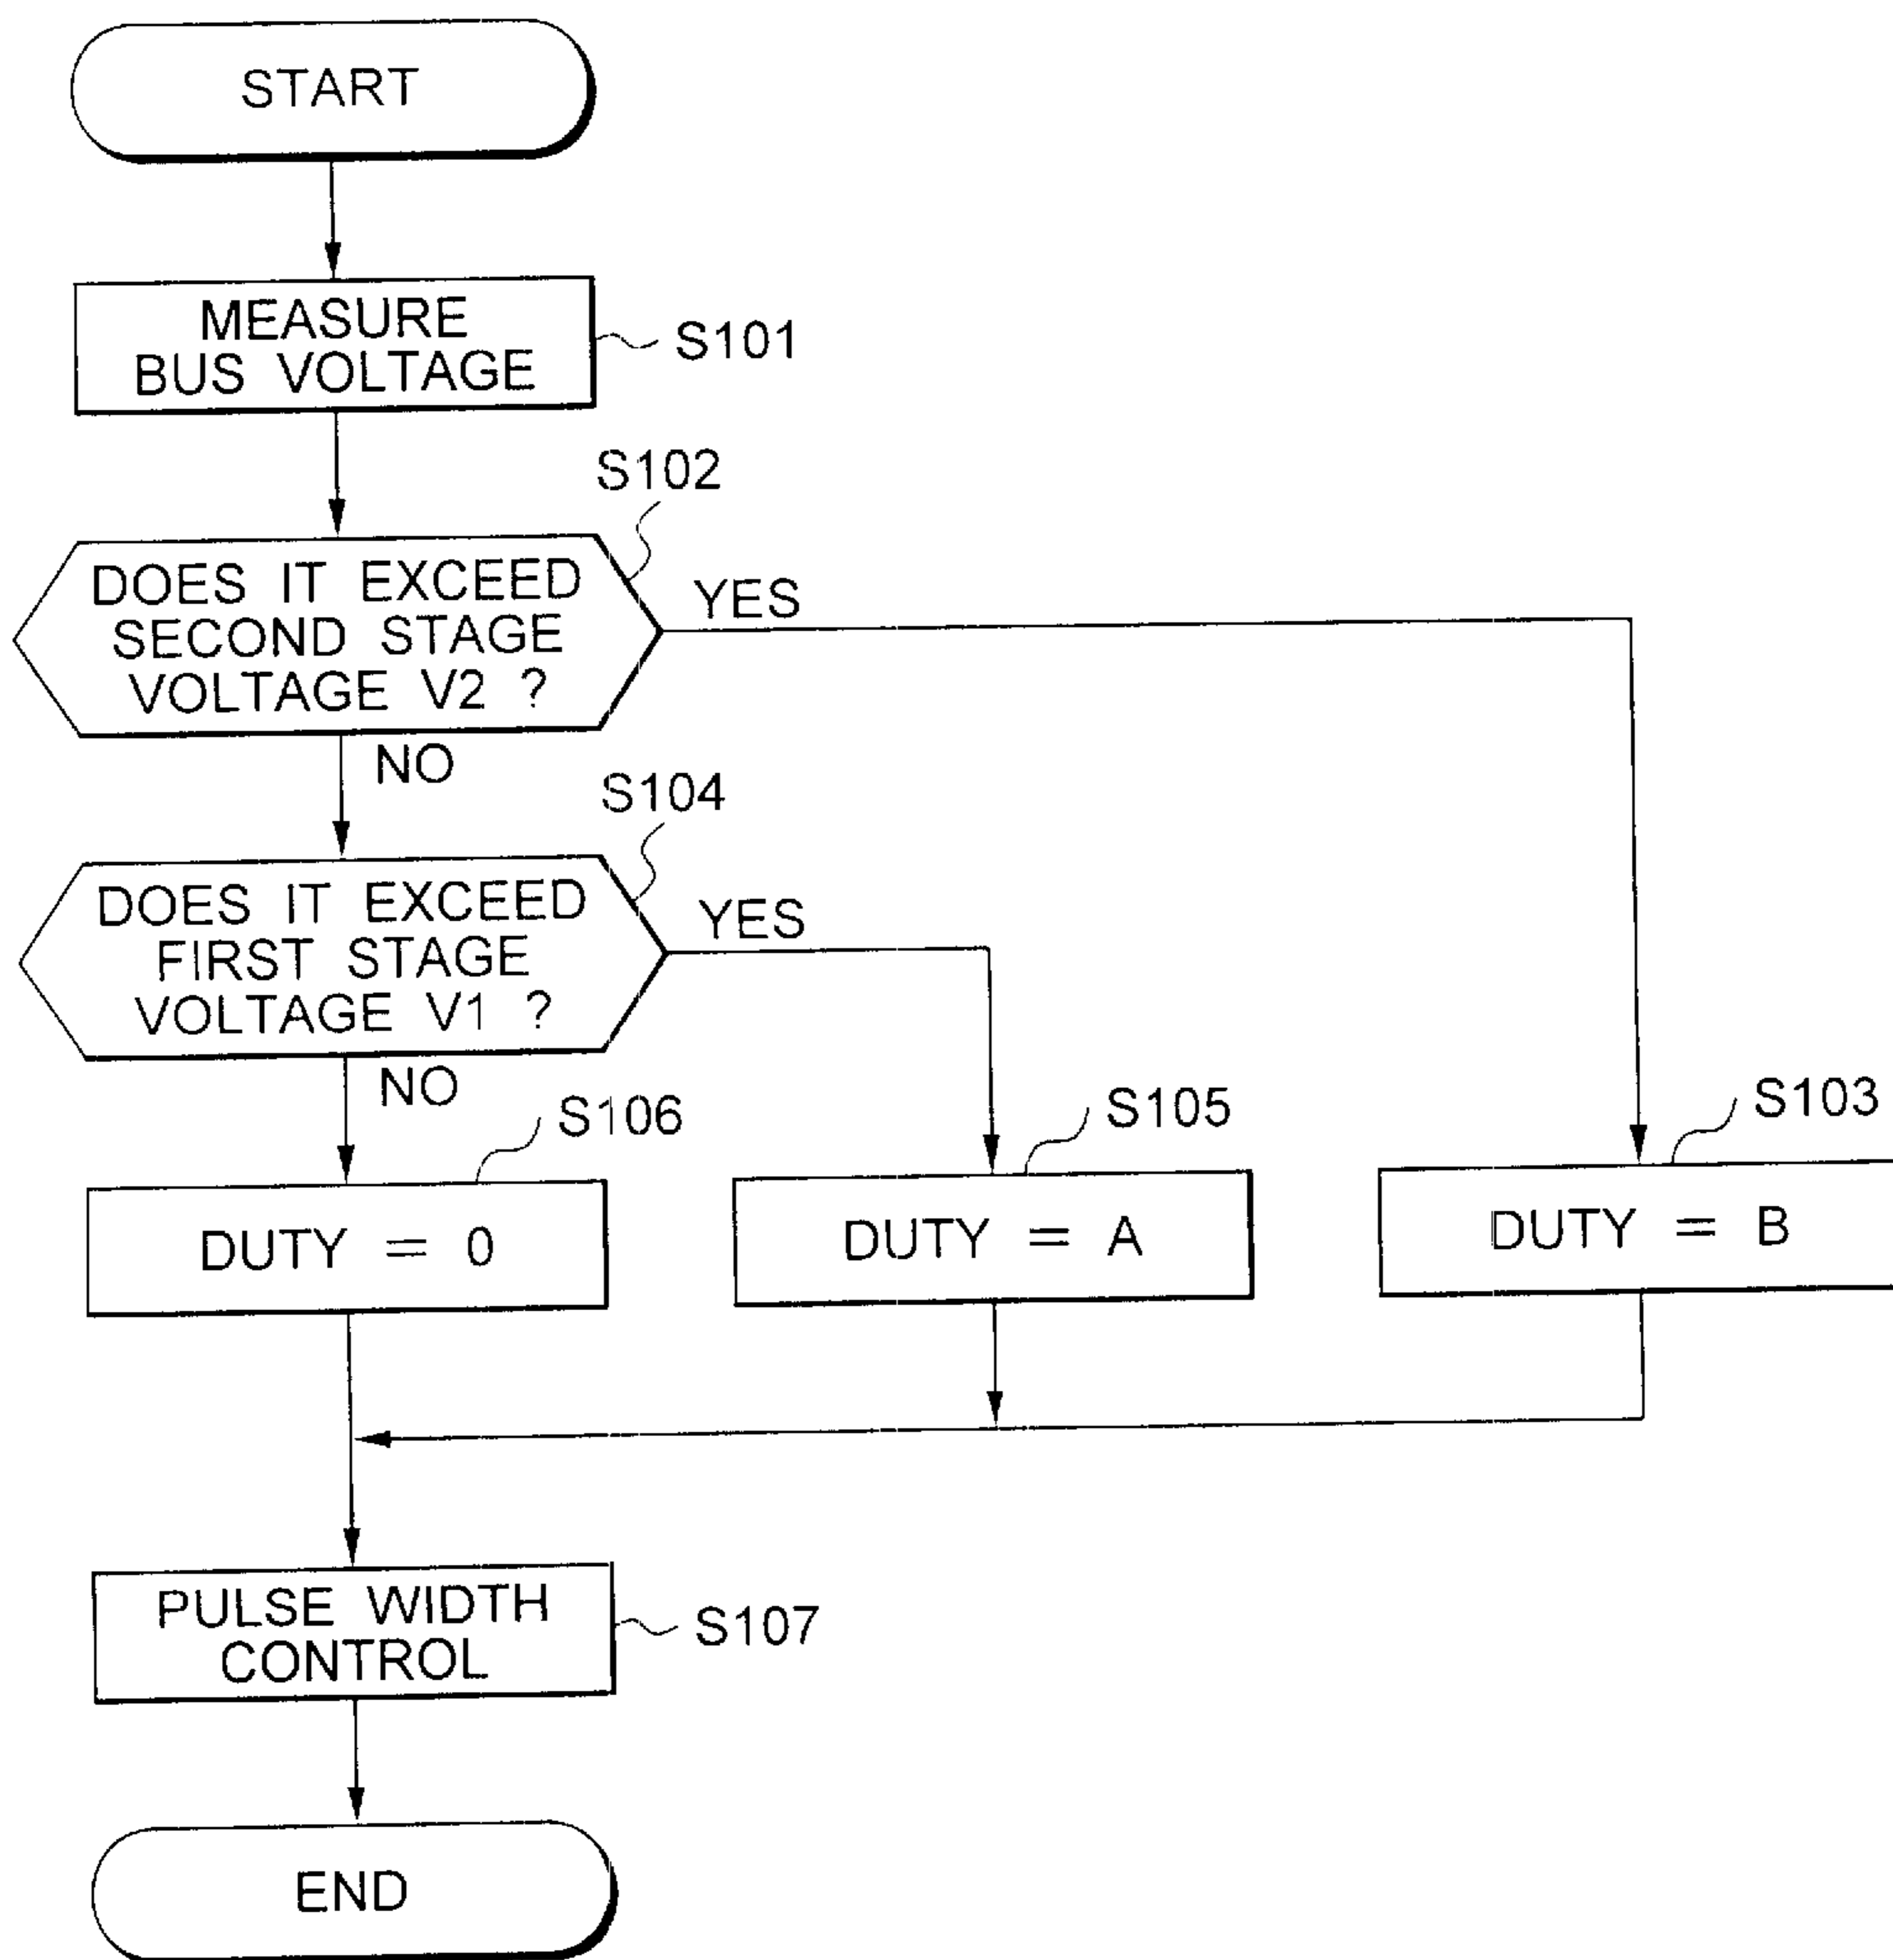 START
MEASURE
BUS VOLTAGE
S101
S102
DOES IT EXCEED
SECOND STAGE
VOLTAGE V2 ?
YES
NO
S104
DOES IT EXCEED
FIRST STAGE
VOLTAGE V1 ?
YES
NO
S106
S105
S103
DUTY = 0
DUTY = A
DUTY = B
PULSE WIDTH
CONTROL
S107
END